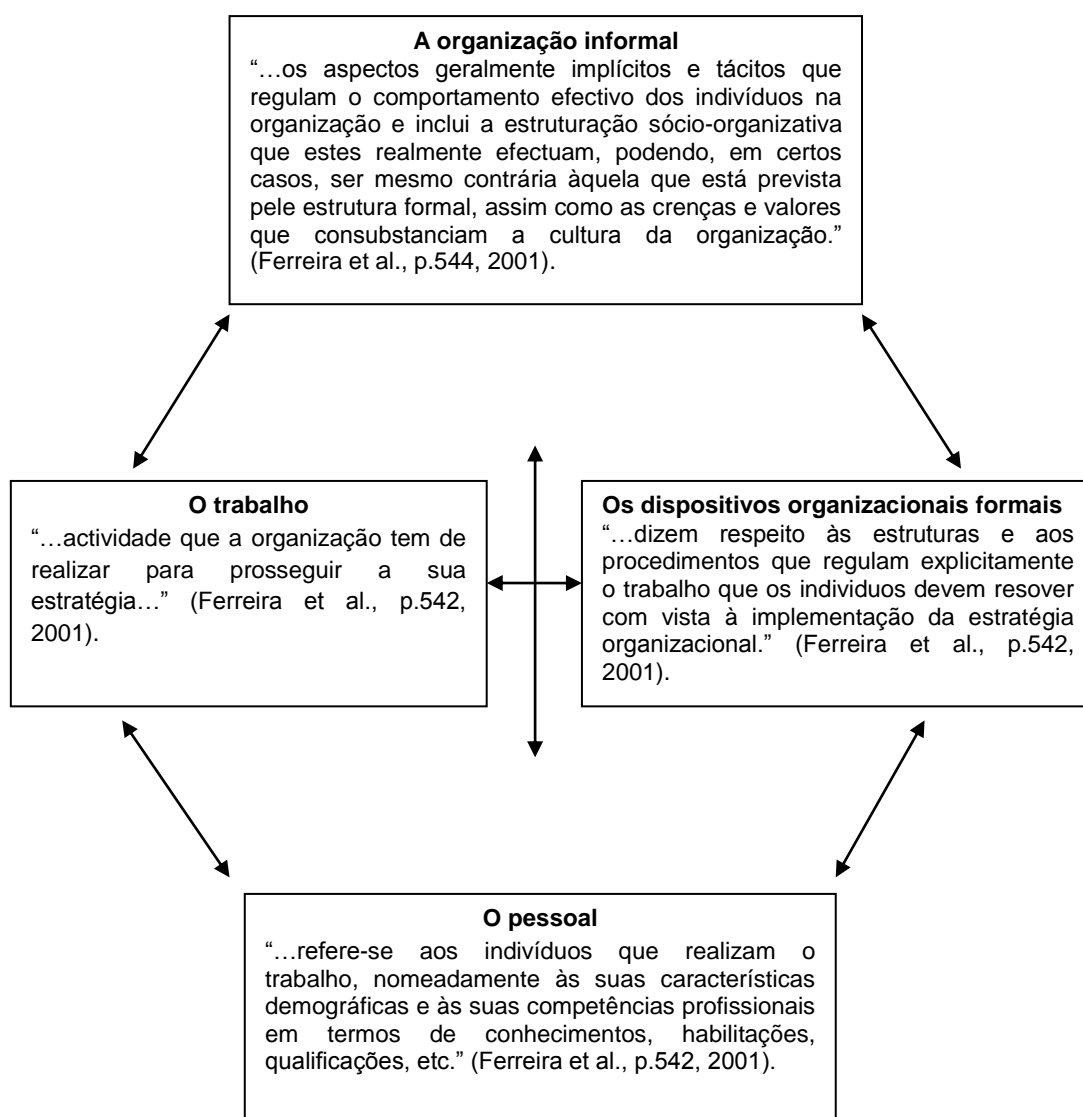 A organização informal
“…os aspectos geralmente implícitos e tácitos que
regulam o comportamento efectivo dos indivíduos na
organização e inclui a estruturação sócio-organizativa
que estes realmente efectuam, podendo, em certos
casos, ser mesmo contrária àquela que está prevista
pele estrutura formal, assim como as crenças e valores
que consubstanciam a cultura da organização.”
(Ferreira et al., p.544, 2001).
O trabalho
“…actividade que a organização tem de
realizar para prosseguir a sua
estratégia…” (Ferreira et al., p.542,
2001).
Os dispositivos organizacionais formais
“…dizem respeito às estruturas e aos
procedimentos que regulam explicitamente
o trabalho que os individuos devem resover
com vista à implementação da estratégia
organizacional.” (Ferreira et al., p.542,
2001).
O pessoal
“…refere-se aos indivíduos que realizam o
trabalho, nomeadamente às suas características
demográficas e às suas competências profissionais
em termos de conhecimentos, habilitações,
qualificações, etc.” (Ferreira et al., p.542, 2001).